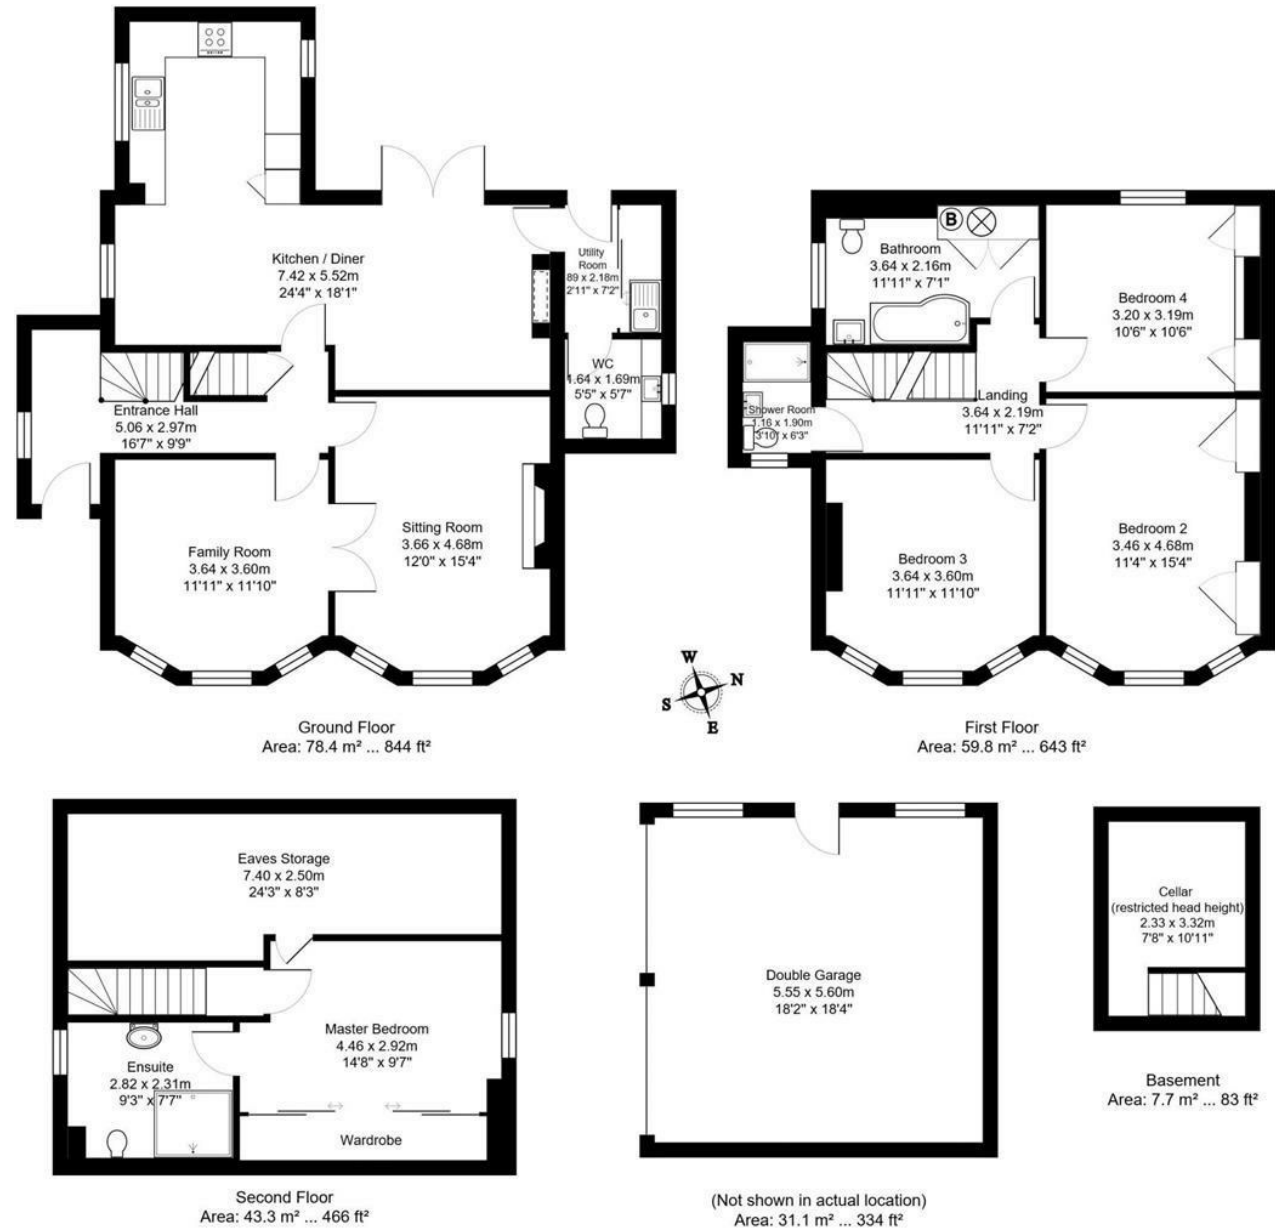 Kitchen / Diner
7.42 x 5.52m
24'4" x 18'1"
Utility
Room
89 x 2.18m
2'11" x 7'2"
WC
1.64 x 1.69m
5'5" x 5'7"
Entrance Hall
5.06 x 2.97m
16'7" x 9'9"
Family Room
3.64 x 3.60m
11'11" x 11'10"
Sitting Room
3.66 x 4.68m
12'0" x 15'4"
Ground Floor
Area: 78.4 m² ... 844 ft²
W
N
S
E
B
Bathroom
3.64 x 2.16m
11'11" x 7'1"
Bedroom 4
3.20 x 3.19m
10'6" x 10'6"
Shower Room
1.16 x 1.90m
3'10" x 6'3"
Landing
3.64 x 2.19m
11'11" x 7'2"
Bedroom 3
3.64 x 3.60m
11'11" x 11'10"
Bedroom 2
3.46 x 4.68m
11'4" x 15'4"
First Floor
Area: 59.8 m² ... 643 ft²
Eaves Storage
7.40 x 2.50m
24'3" x 8'3"
Master Bedroom
4.46 x 2.92m
14'8" x 9'7"
Ensuite
2.82 x 2.31m
9'3" x 7'7"
Wardrobe
Second Floor
Area: 43.3 m² ... 466 ft²
Double Garage
5.55 x 5.60m
18'2" x 18'4"
(Not shown in actual location)
Area: 31.1 m² ... 334 ft²
Cellar
(restricted head height)
2.33 x 3.32m
7'8" x 10'11"
Basement
Area: 7.7 m² ... 83 ft²